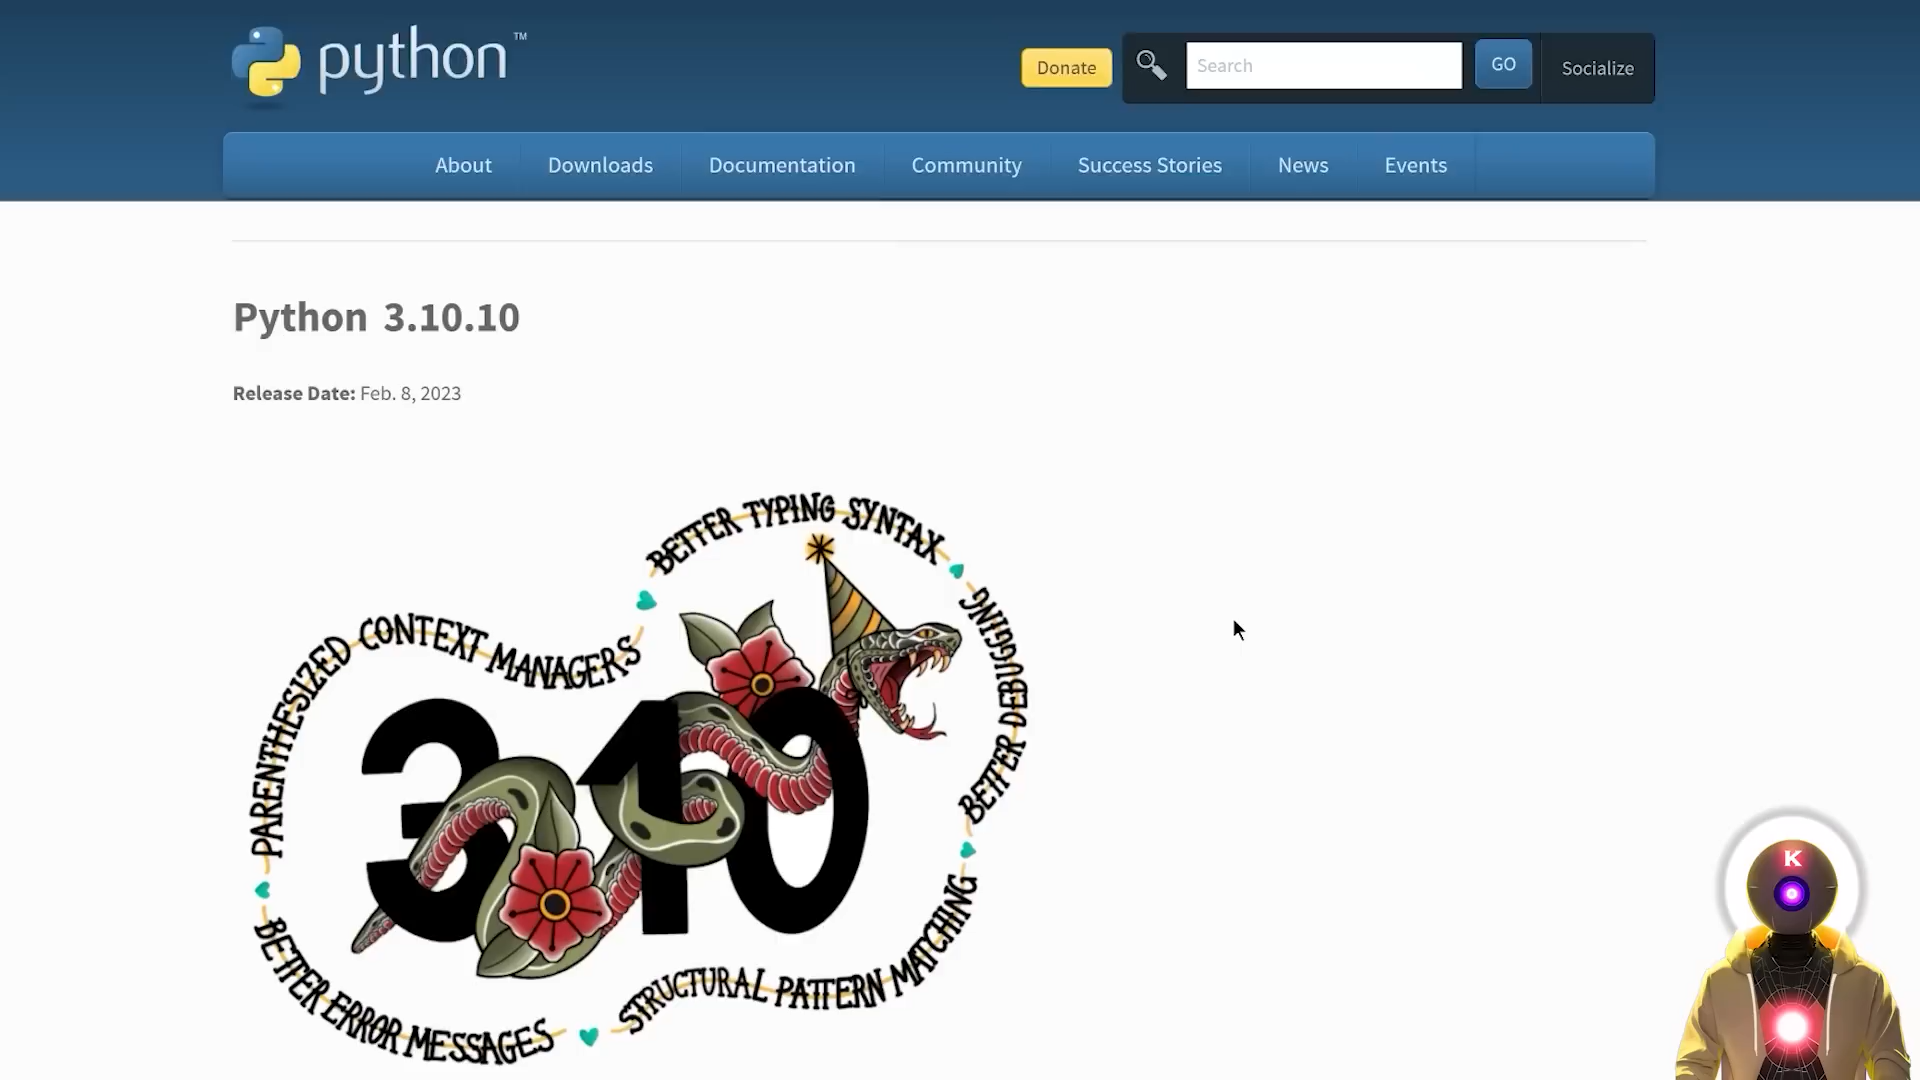 python™
Donate
Search
GO
Socialize
About
Downloads
Documentation
Community
Success Stories
News
Events
Python 3.10.10
Release Date: Feb. 8, 2023
PARENTHESIZED CONTEXT MANAGERS
BETTER TYPING SYNTAX
BETTER DEBUGGING
STRUCTURAL PATTERN MATCHING
BETTER ERROR MESSAGES
3.10
K